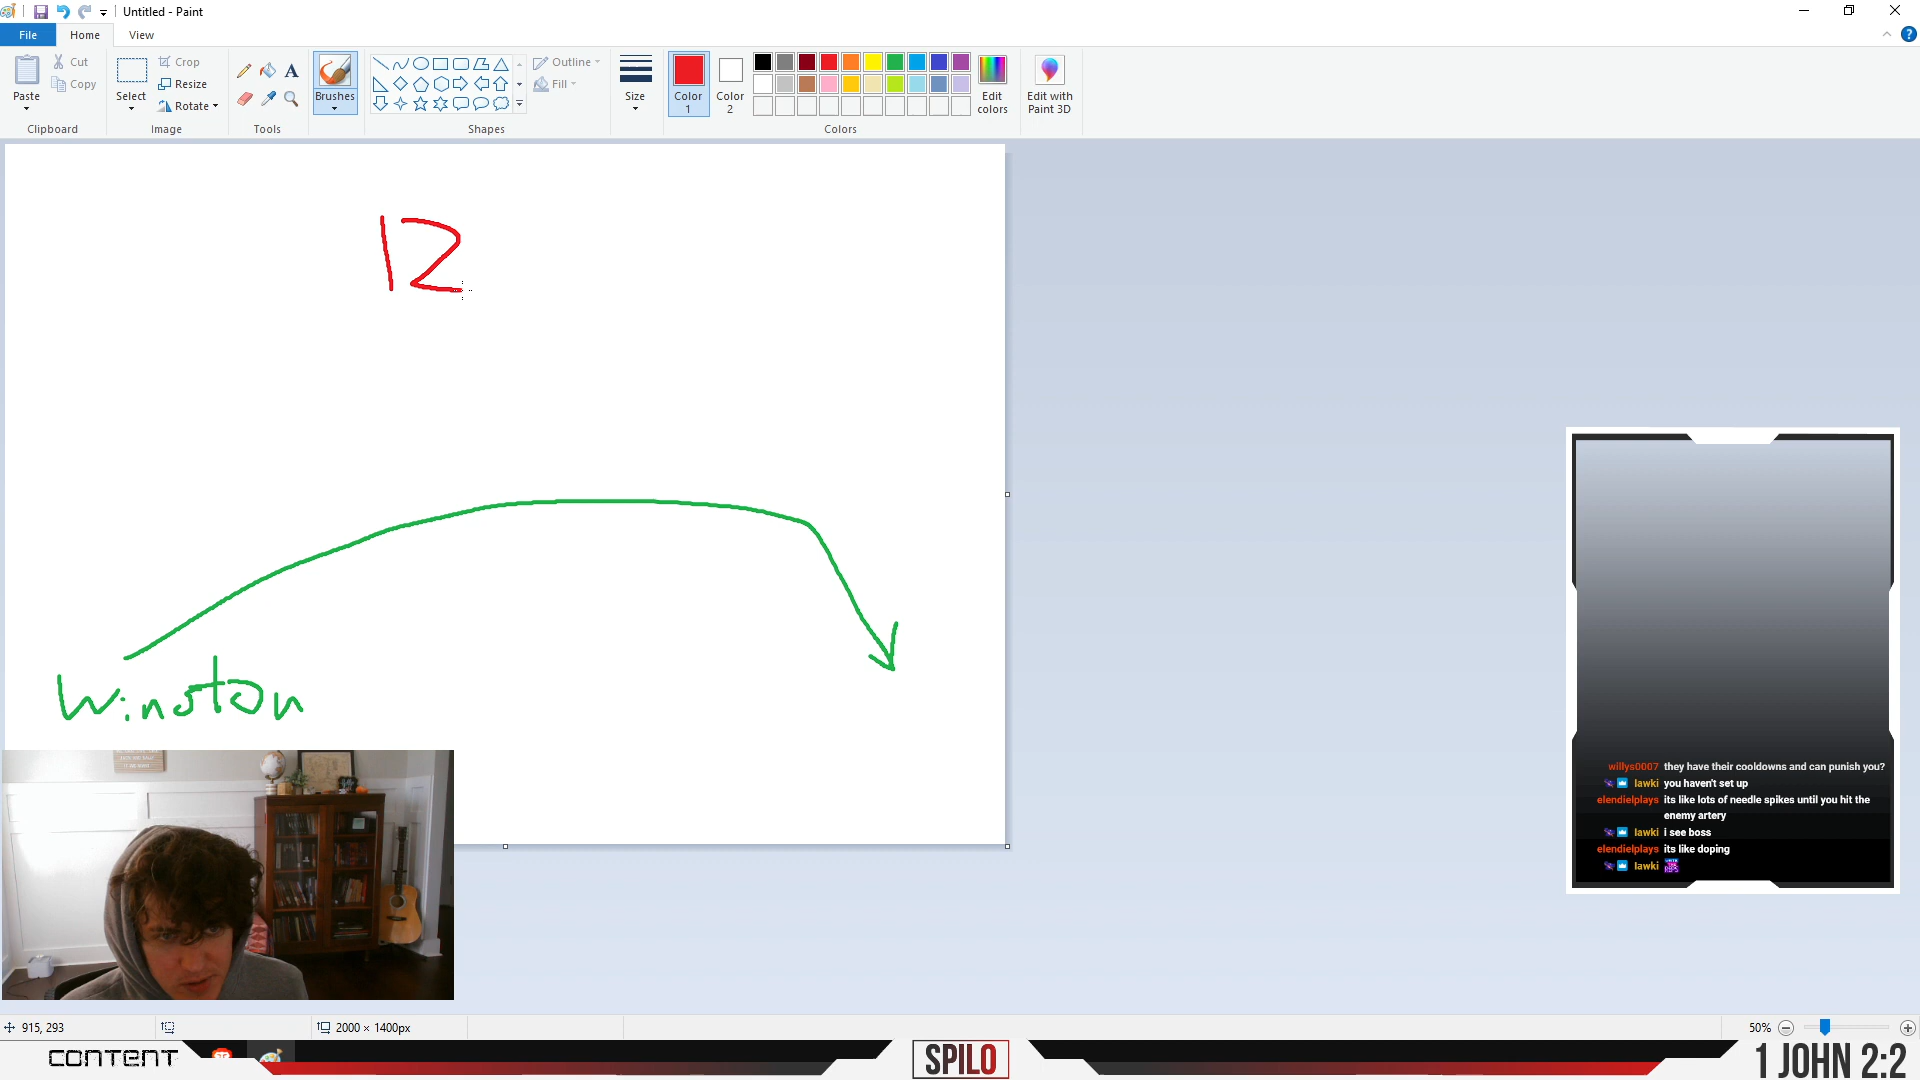 Untitled - Paint
File Home View
Paste Cut Copy Clipboard
Select Crop Resize Rotate Image
Tools
Brushes
Shapes Outline Fill
Size
Color 1 Color 2 Edit colors Colors
Edit with Paint 3D
12
Winston
willys0007 they have their cooldowns and can punish you?
lawki you haven't set up
elendielplays its like lots of needle spikes until you hit the
enemy artery
lawki i see boss
elendielplays its like doping
lawki
915, 293
2000 × 1400px
50%
CONTENT
SPILO
1 JOHN 2:2